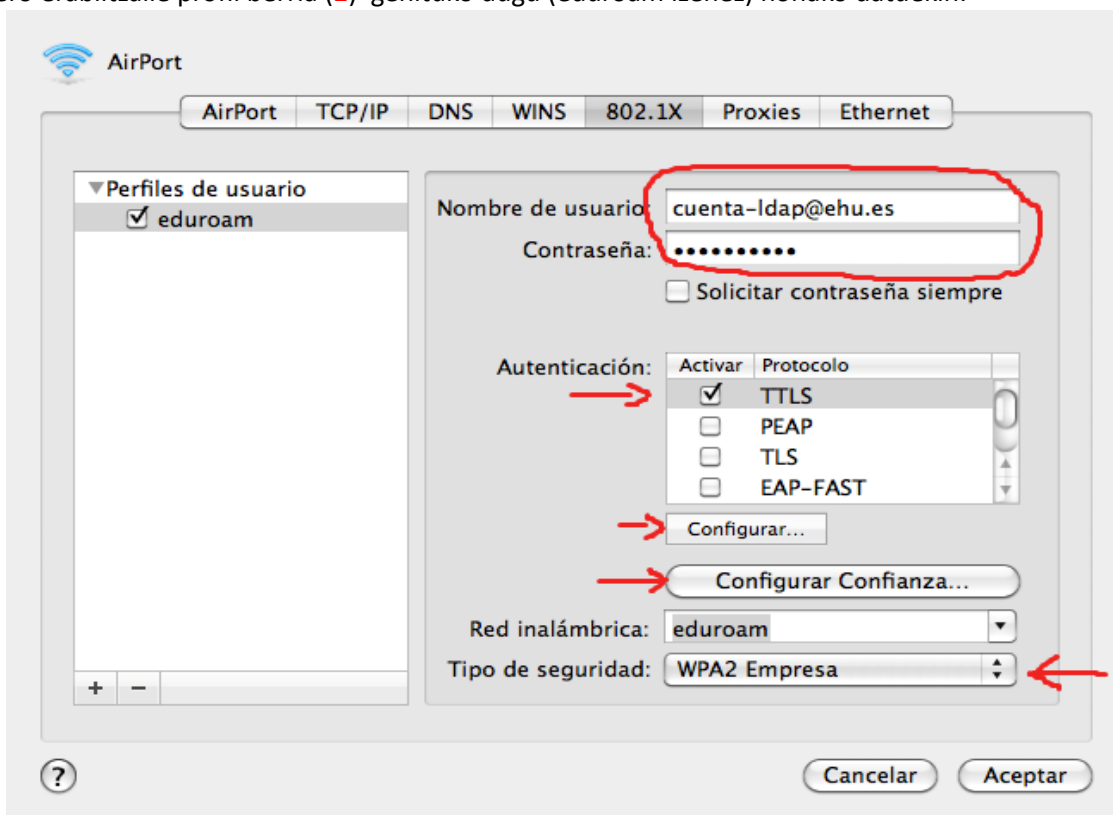 AirPort
AirPort TCP/IP DNS WINS 802.1X Proxies Ethernet
Perfiles de usuario
eduroam
Nombre de usuario: cuenta-ldap@ehu.es
Contraseña: ••••••••••
Solicitar contraseña siempre
Autenticación: Activar Protocolo
TTLS
PEAP
TLS
EAP-FAST
Configurar...
Configurar Confianza...
Red inalámbrica: eduroam
Tipo de seguridad: WPA2 Empresa
+ −
? Cancelar Aceptar